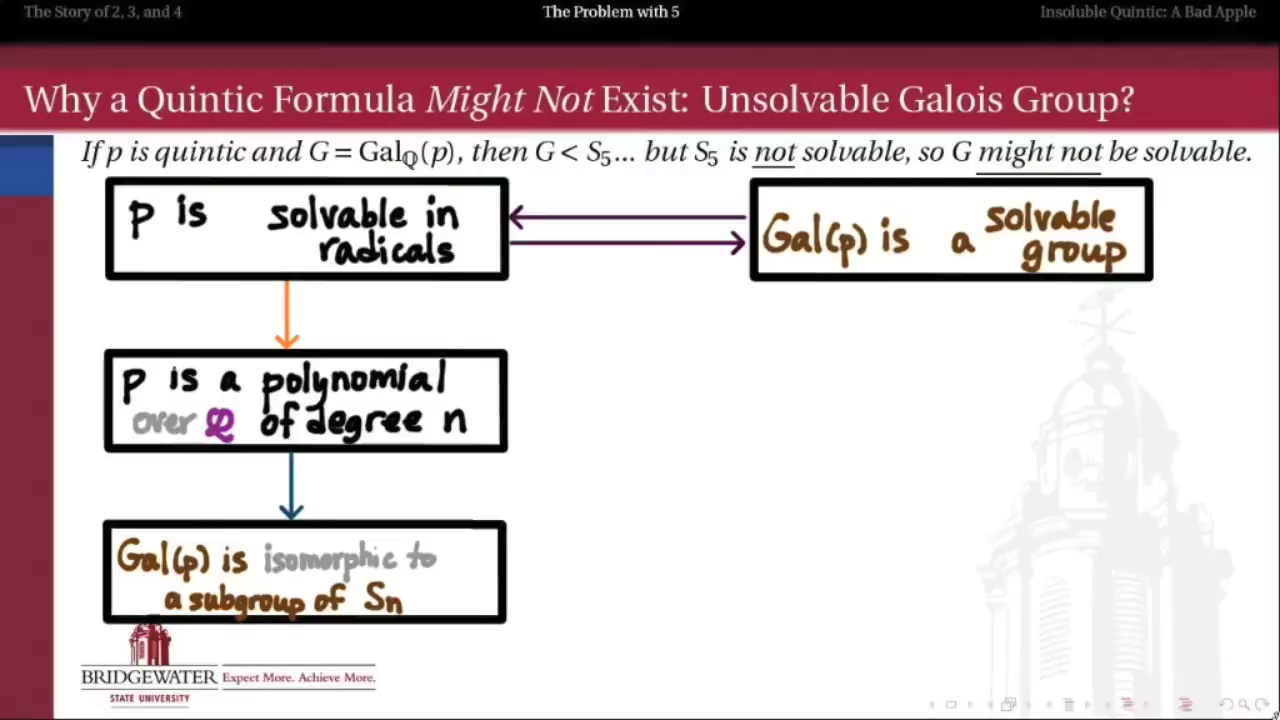 The Story of 2, 3, and 4
The Problem with 5
Insoluble Quintic: A Bad Apple
Why a Quintic Formula Might Not Exist: Unsolvable Galois Group?
If p is quintic and G = Galℚ(p), then G < S₅... but S₅ is not solvable, so G might not be solvable.
p is solvable in
radicals
Gal(p) is a solvable
group
p is a polynomial
over ℚ of degree n
Gal(p) is isomorphic to
a subgroup of Sn
BRIDGEWATER
STATE UNIVERSITY
Expect More. Achieve More.